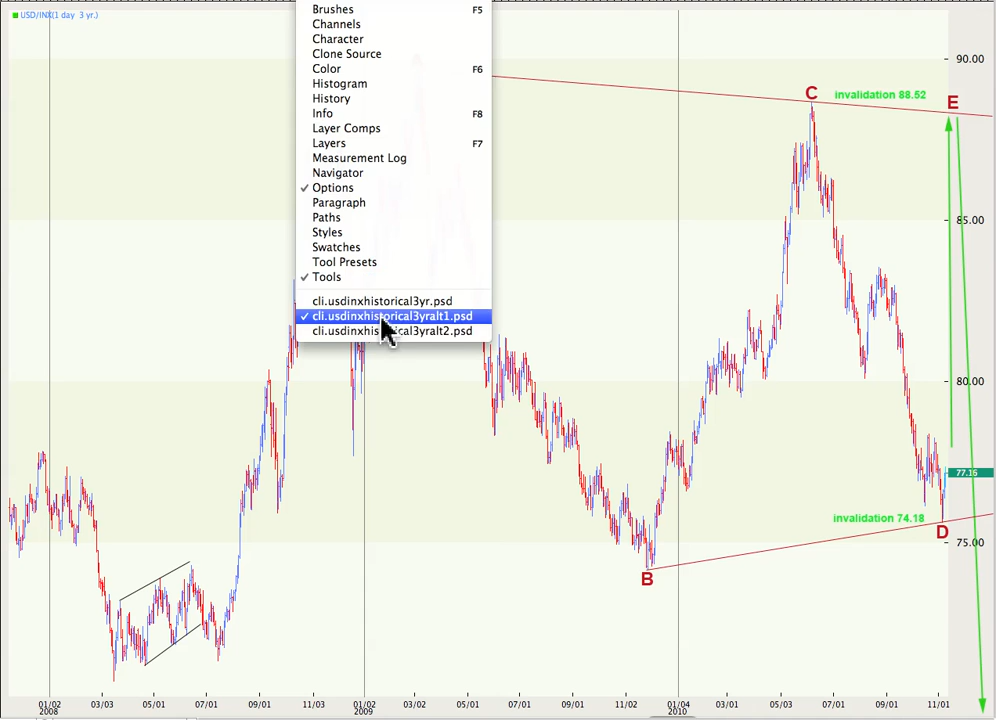 USD/INX(1 day 3 yr.)
Brushes F5
Channels
Character
Clone Source
Color F6
Histogram
History
Info F8
Layer Comps
Layers F7
Measurement Log
Navigator
✓ Options
Paragraph
Paths
Styles
Swatches
Tool Presets
✓ Tools
cli.usdinxhistorical3yr.psd
✓ cli.usdinxhistorical3yralt1.psd
cli.usdinxhistorical3yralt2.psd
C
invalidation 88.52
E
90.00
85.00
80.00
77.16
invalidation 74.18
D
75.00
B
01/02 03/03 05/01 07/01 09/01 11/03 01/02 03/02 05/01 07/01 09/01 11/02 01/04 03/01 05/03 07/01 09/01 11/01
2008 2009 2010